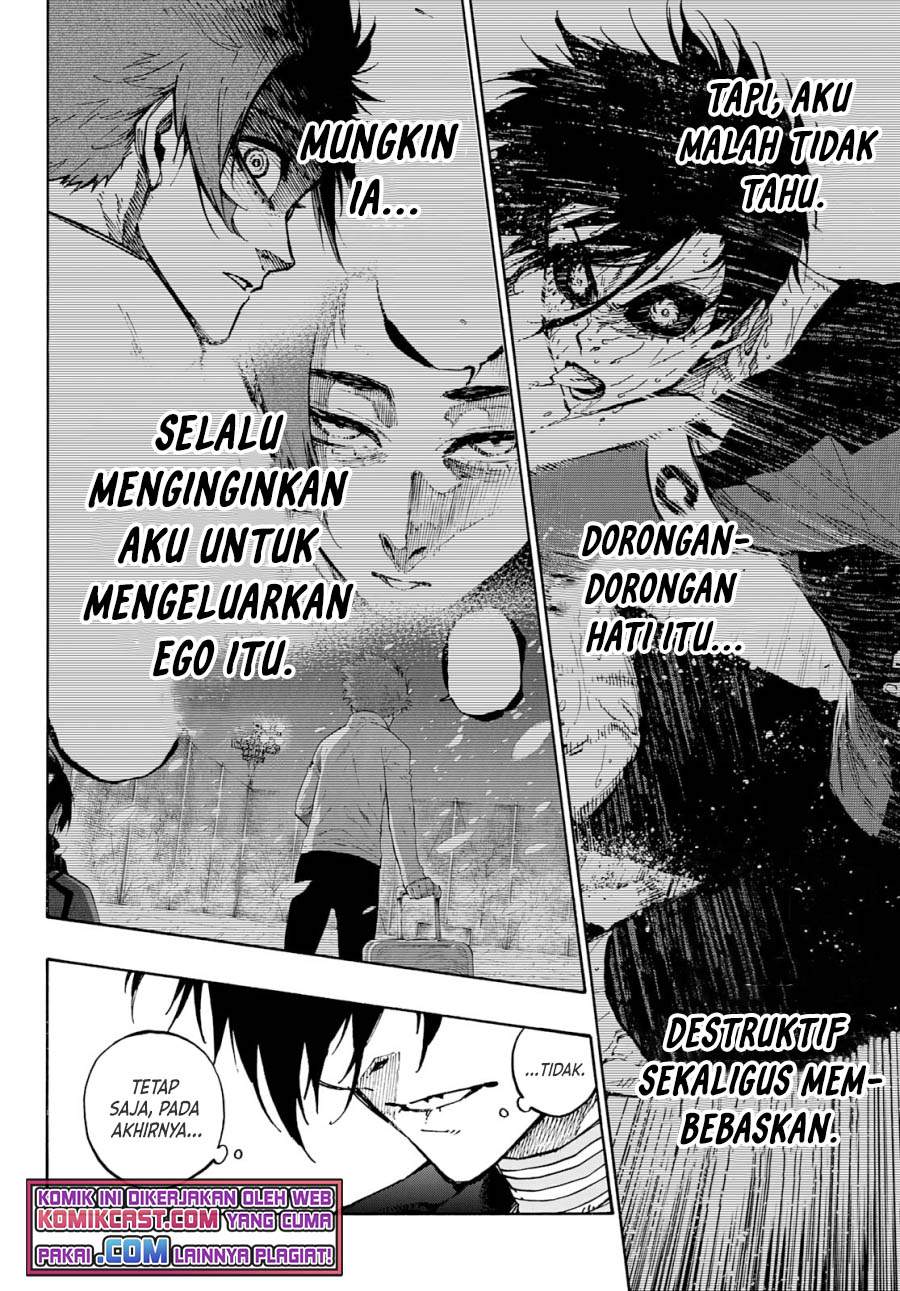 TAPI, AKU
MALAH TIDAK
TAHU.
DORONGAN-
DORONGAN
HATI ITU...
DESTRUKTIF
SEKALIGUS MEM-
BEBASKAN.
MUNGKIN
IA...
SELALU
MENGINGINKAN
AKU UNTUK
MENGELUARKAN
EGO ITU.
...TIDAK.
TETAP
SAJA, PADA
AKHIRNYA...
KOMIK INI DIKERJAKAN OLEH WEB
KOMIKCAST.COM YANG CUMA
PAKAI .COM LAINNYA PLAGIAT!